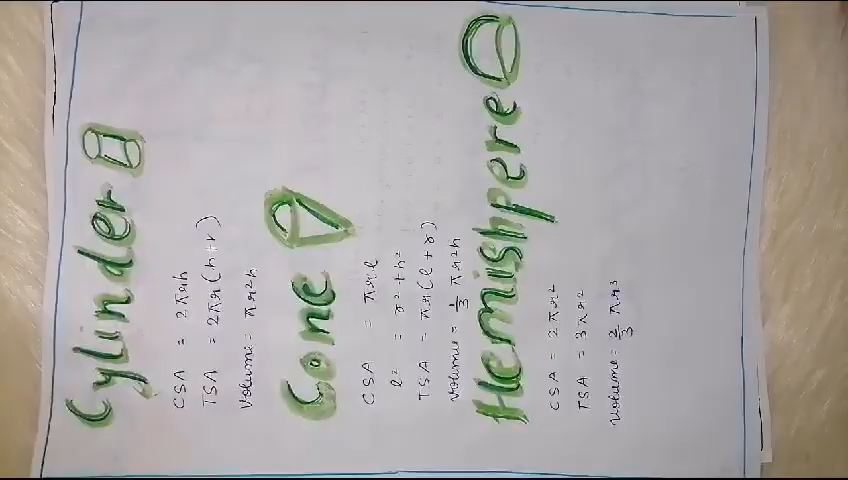 Cylinder
CSA = 2πrh
TSA = 2πr(h+r)
Volume = πr²h
Cone
CSA = πrl
l² = r²+h²
TSA = πr(l+r)
Volume = 1/3 πr²h
Hemishpere
CSA = 2πr²
TSA = 3πr²
Volume = 2/3 πr³